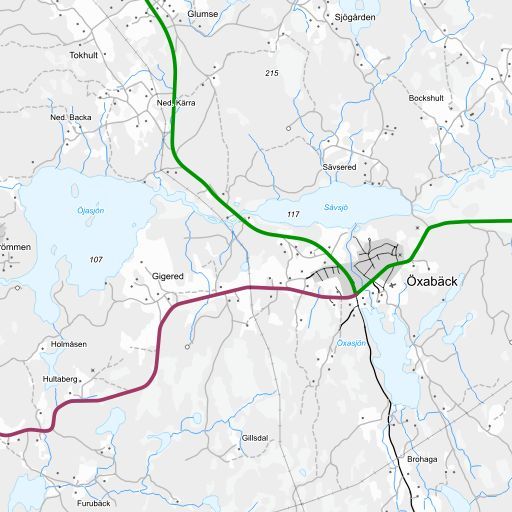 Glumse
Sjögården
Tokhult
215
Bockshult
Ned. Kärra
Ned. Backa
Sävsered
Öjasjön
Sävsjö
117
römmen
107
Gigered
Öxabäck
Öxasjön
Holmåsen
Hultaberg
Gillsdal
Brohaga
Furubäck